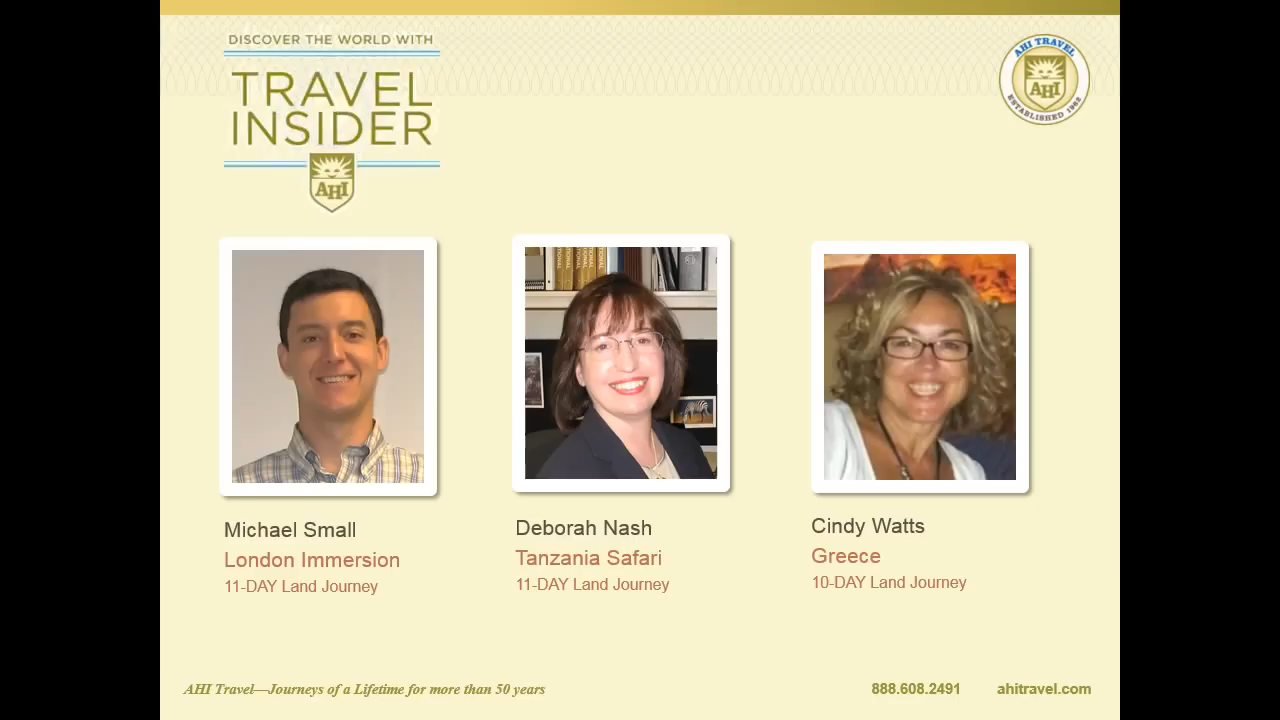 DISCOVER THE WORLD WITH
TRAVEL
INSIDER
AHI
AHI TRAVEL
AHI
ESTABLISHED 1962
Michael Small
London Immersion
11-DAY Land Journey
Deborah Nash
Tanzania Safari
11-DAY Land Journey
Cindy Watts
Greece
10-DAY Land Journey
AHI Travel—Journeys of a Lifetime for more than 50 years
888.608.2491 ahitravel.com